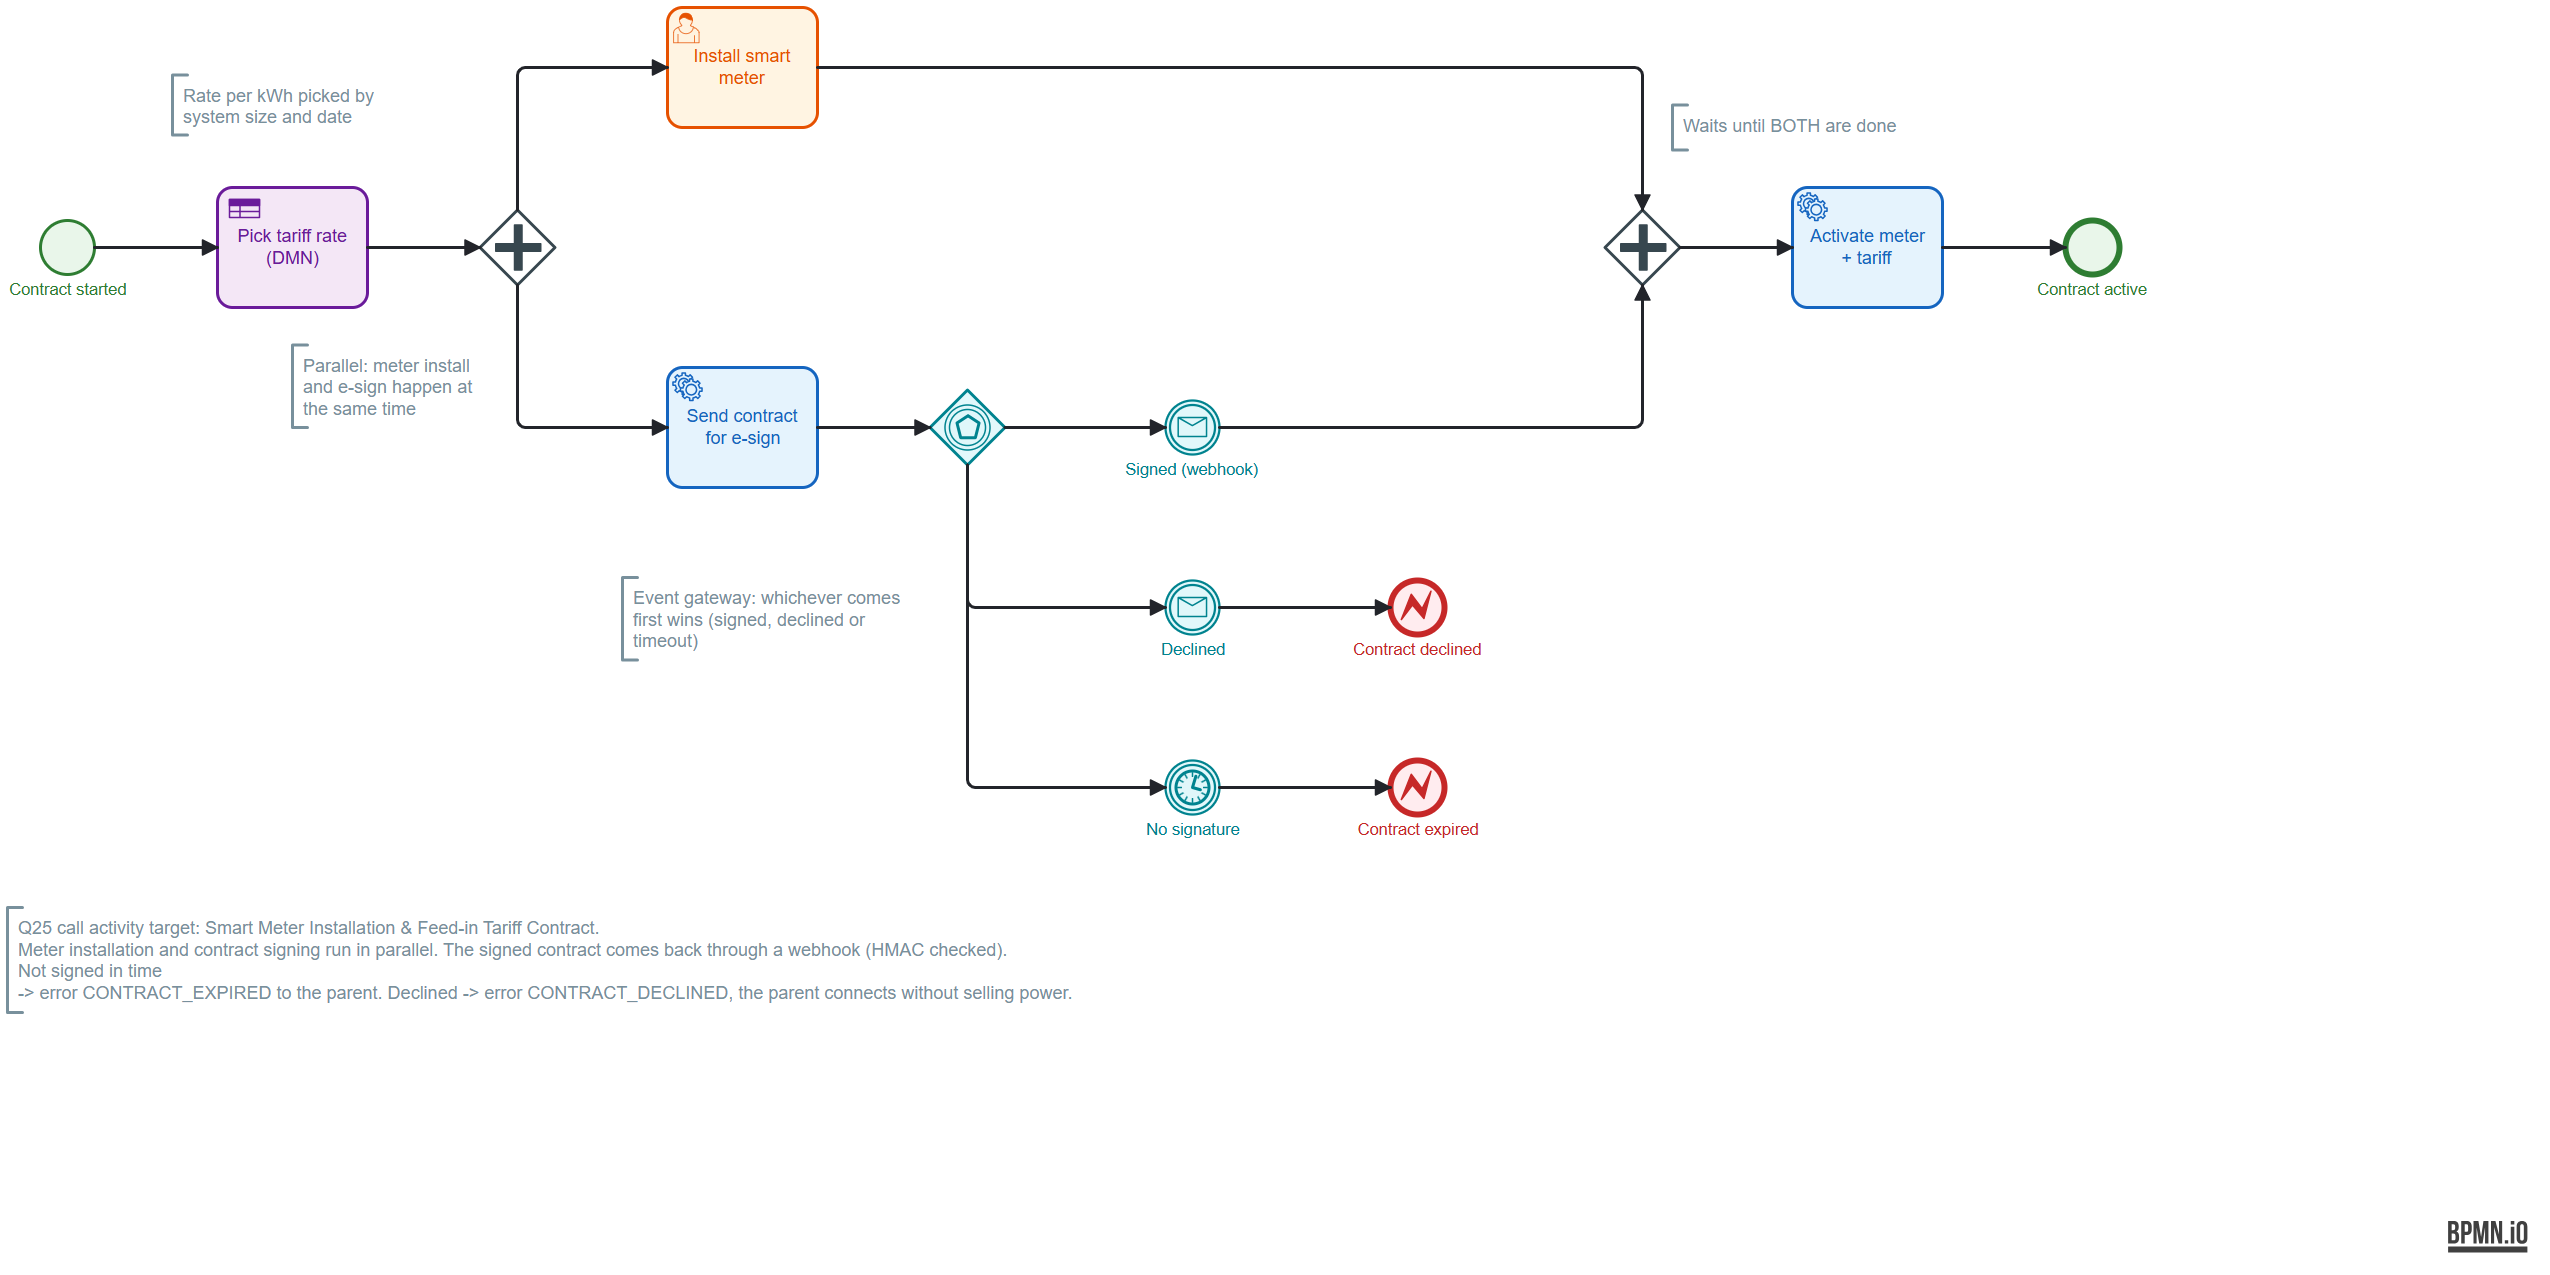 Install smart
meter
Rate per kWh picked by
system size and date
Waits until BOTH are done
Pick tariff rate
(DMN)
Activate meter
+ tariff
Contract started
Contract active
Parallel: meter install
and e-sign happen at
the same time
Send contract
for e-sign
Signed (webhook)
Event gateway: whichever comes
first wins (signed, declined or
timeout)
Declined
Contract declined
No signature
Contract expired
Q25 call activity target: Smart Meter Installation & Feed-in Tariff Contract.
Meter installation and contract signing run in parallel. The signed contract comes back through a webhook (HMAC checked).
Not signed in time
-> error CONTRACT_EXPIRED to the parent. Declined -> error CONTRACT_DECLINED, the parent connects without selling power.
BPMN.iO